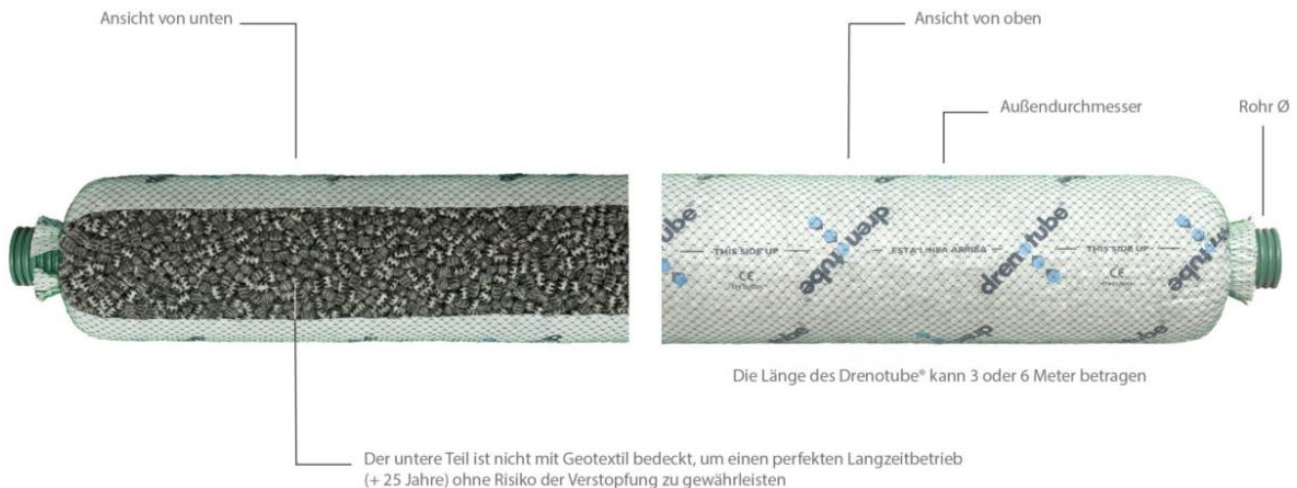 Ansicht von unten
Ansicht von oben
Außendurchmesser
Rohr Ø
drenotube®
THIS SIDE UP
CE
drenotube
ESTA LINEA ARRIBA
drenotube
THIS SIDE UP
CE
drenotube
Die Länge des Drenotube® kann 3 oder 6 Meter betragen
Der untere Teil ist nicht mit Geotextil bedeckt, um einen perfekten Langzeitbetrieb
(+ 25 Jahre) ohne Risiko der Verstopfung zu gewährleisten